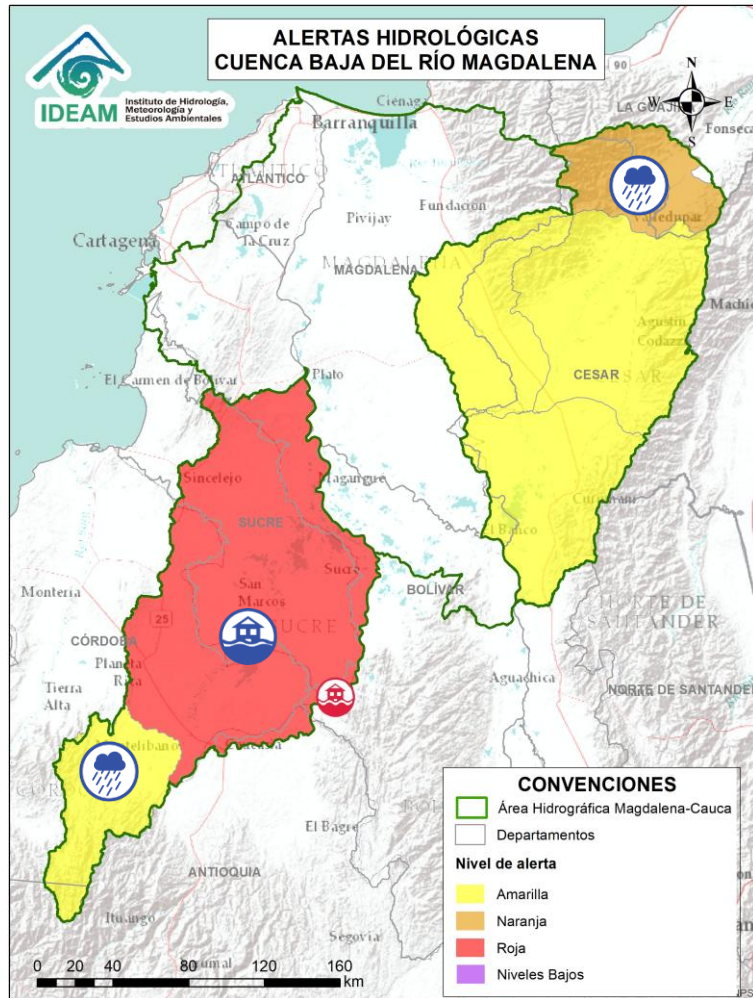 ALERTAS HIDROLÓGICAS
CUENCA BAJA DEL RÍO MAGDALENA
IDEAM
Instituto de Hidrología,
Meteorología y
Estudios Ambientales
90
N
W
E
S
LA GUAJIRA
Fonseca
Ciénaga
Barranquilla
ATLÁNTICO
Valledupar
Campo de
la Cruz
Pivijay
Fundación
Cartagena
MAGDALENA
MAGDALENA
Agustín
Codazzi
El Carmen de Bolívar
Plato
CESAR
Sincelejo
Magangué
Curumaní
SUCRE
El Banco
San
Marcos
Sucre
BOLÍVAR
SUCRE
Montería
25
NORTE DE
SANTANDER
CÓRDOBA
Planeta
Rica
Aguachica
Tierra
Alta
NORTE DE SANTANDER
El Bagre
ANTIOQUIA
Ituango
Segovia
CONVENCIONES
Área Hidrográfica Magdalena-Cauca
Departamentos
Nivel de alerta
Amarilla
Naranja
Roja
Niveles Bajos
0 20 40 80 120 160
km